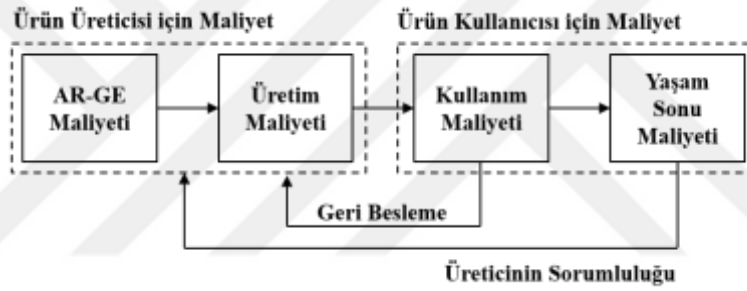 Ürün Üreticisi için Maliyet
Ürün Kullanıcısı için Maliyet
AR-GE
Maliyeti
Üretim
Maliyeti
Kullanım
Maliyeti
Yaşam
Sonu
Maliyeti
Geri Besleme
Üreticinin Sorumluluğu